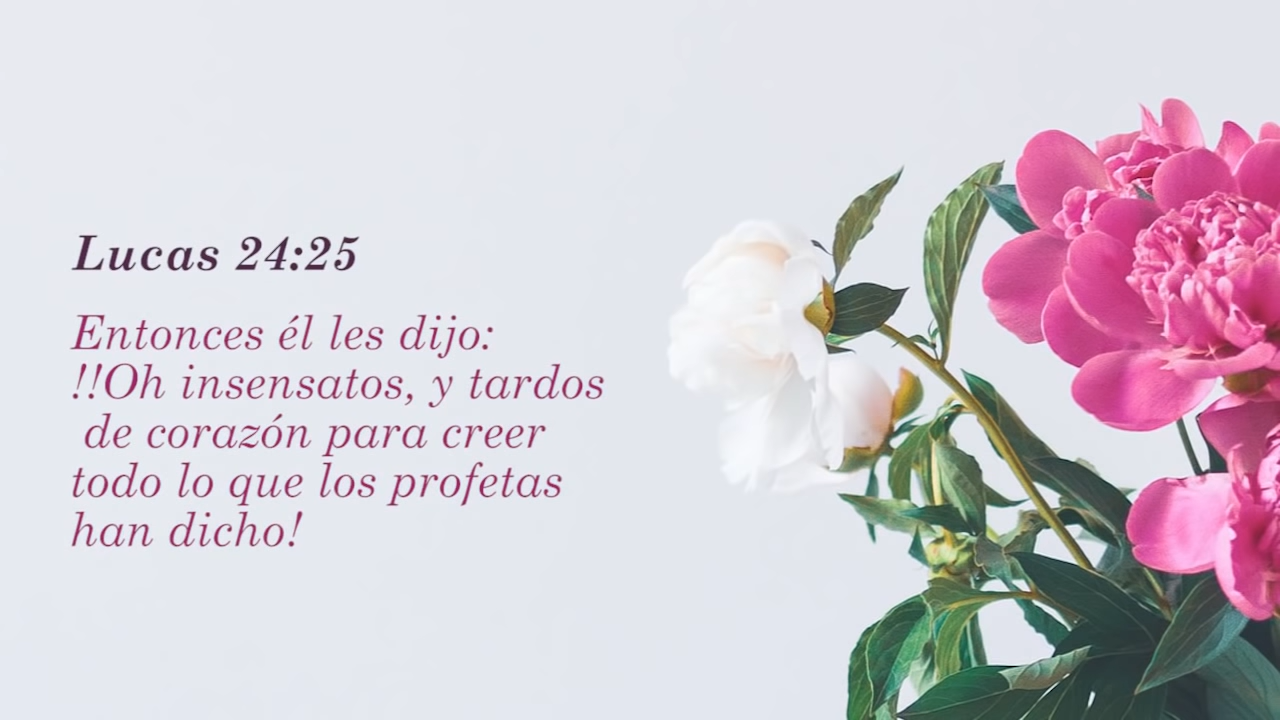 Lucas 24:25
Entonces él les dijo:
!!Oh insensatos, y tardos
de corazón para creer
todo lo que los profetas
han dicho!